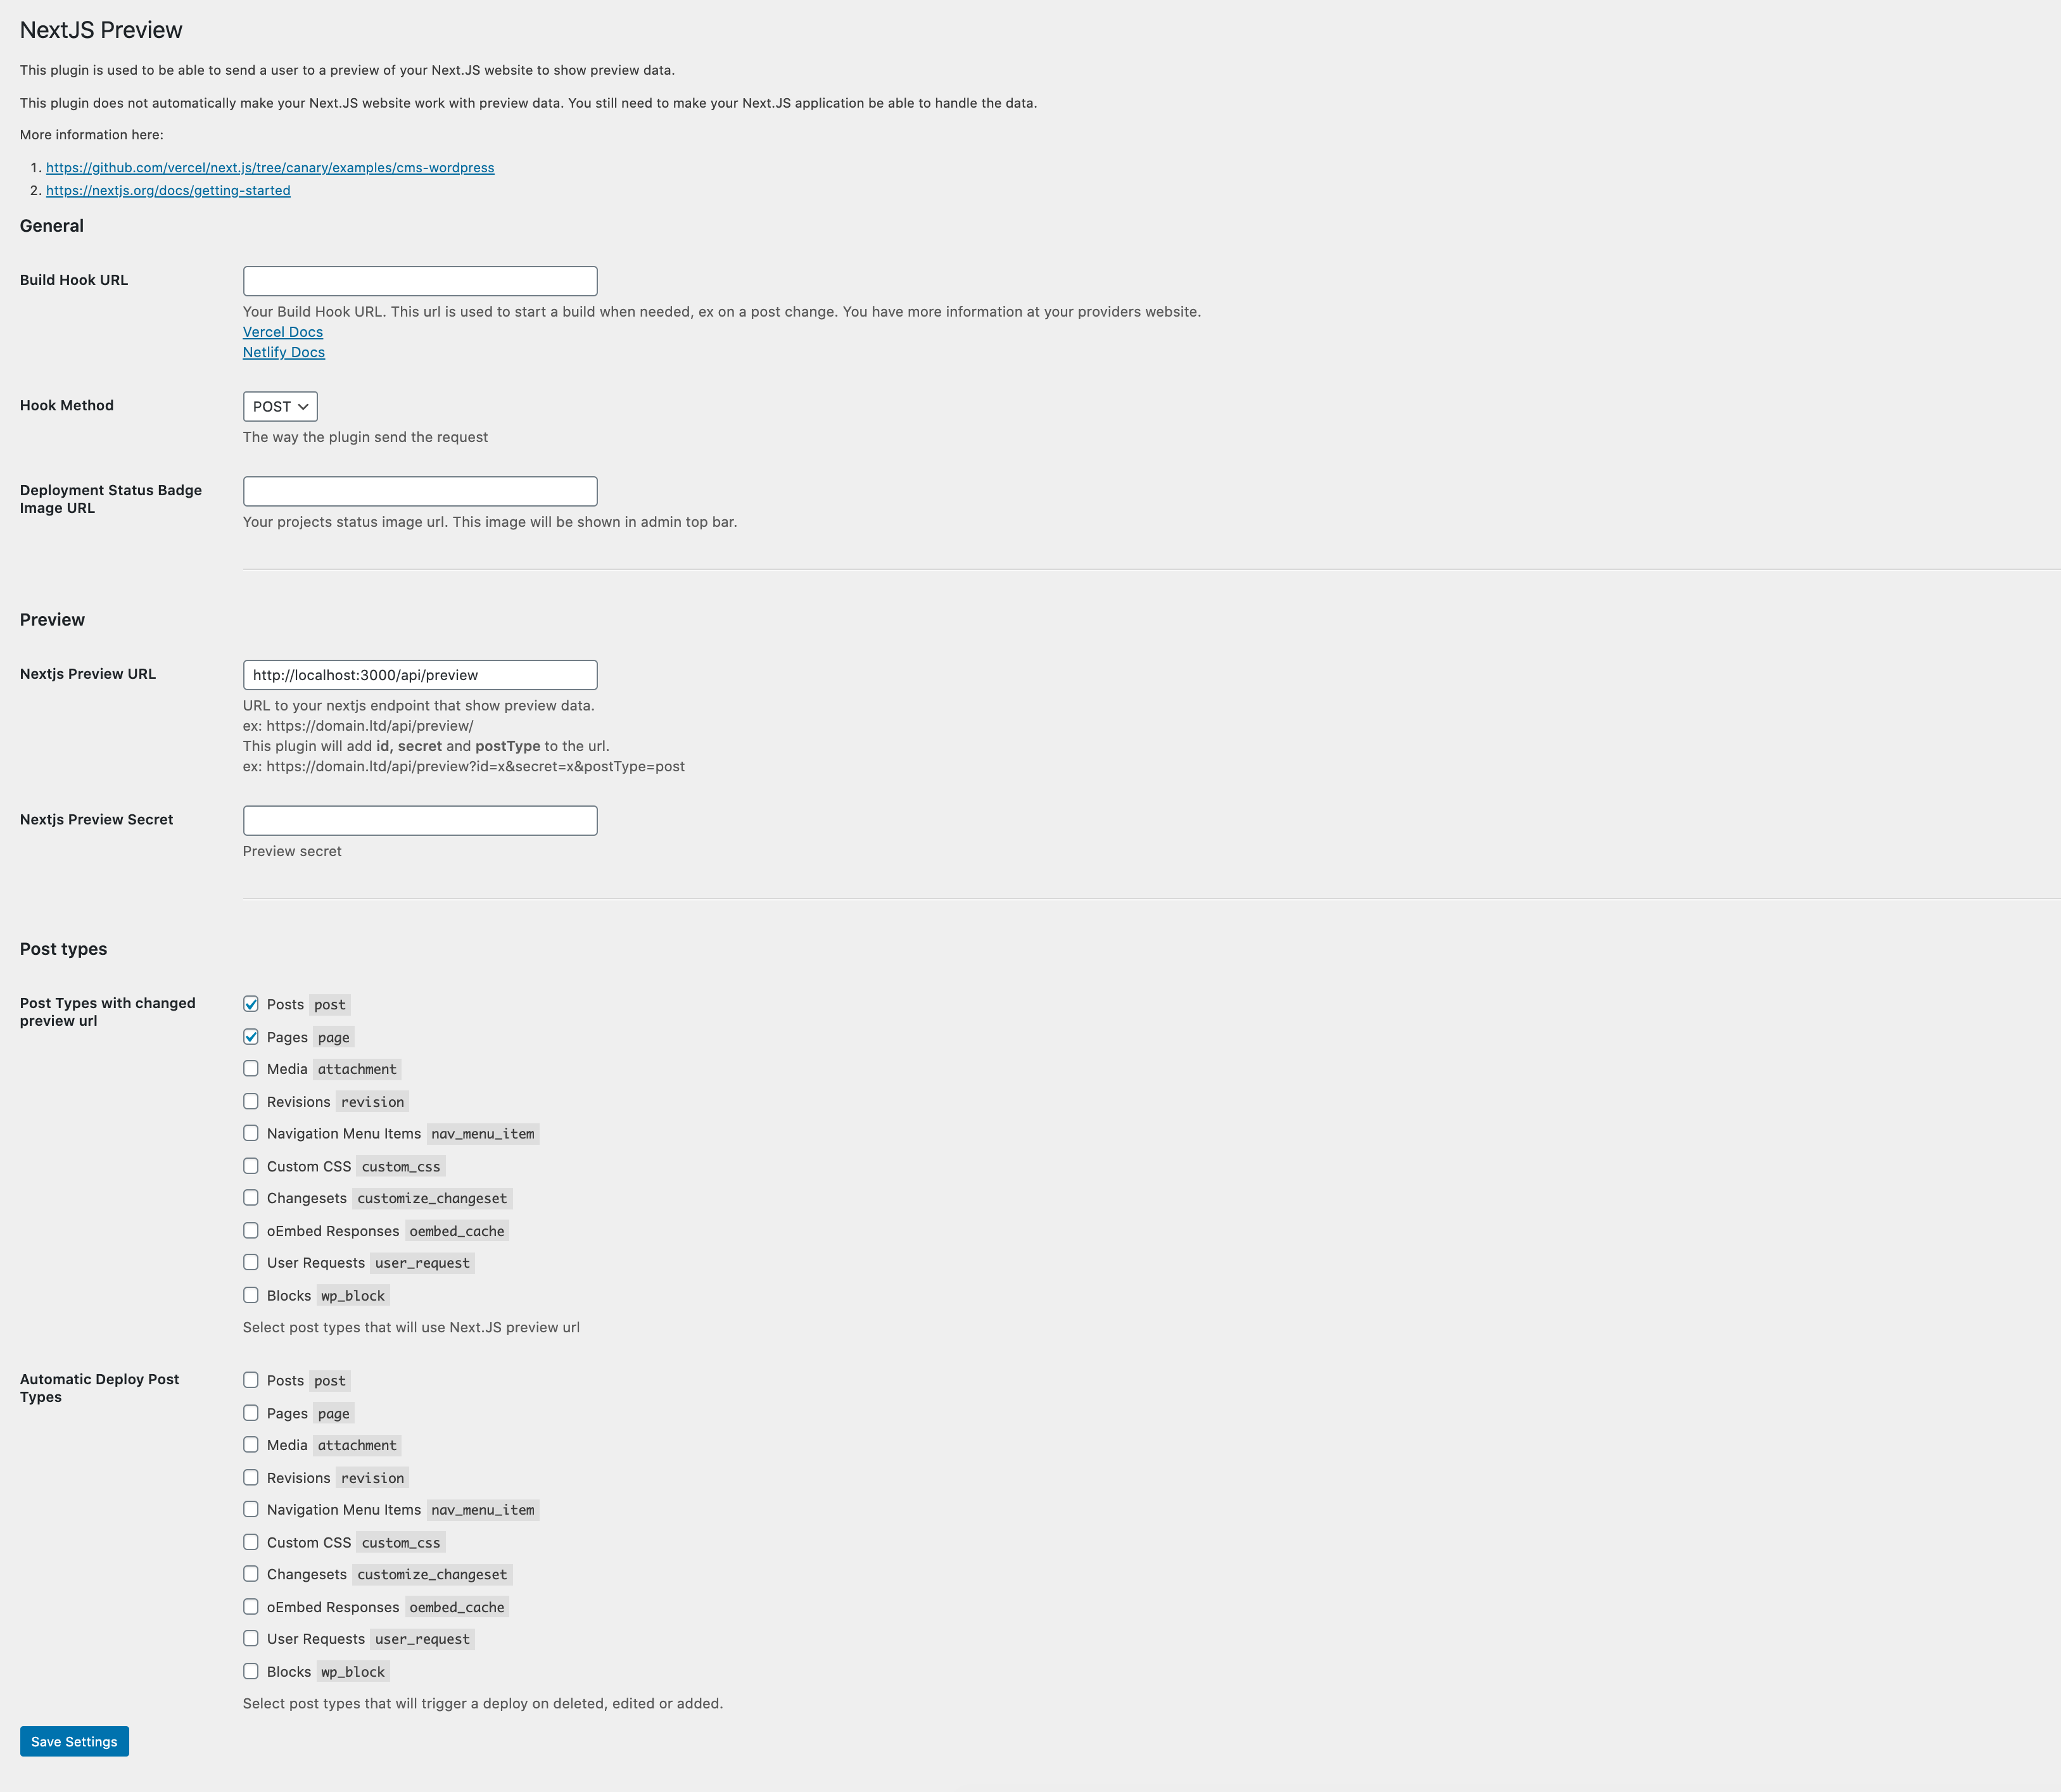 NextJS Preview
This plugin is used to be able to send a user to a preview of your Next.JS website to show preview data.
This plugin does not automatically make your Next.JS website work with preview data. You still need to make your Next.JS application be able to handle the data.
More information here:
1. https://github.com/vercel/next.js/tree/canary/examples/cms-wordpress
2. https://nextjs.org/docs/getting-started
General
Build Hook URL
Your Build Hook URL. This url is used to start a build when needed, ex on a post change. You have more information at your providers website.
Vercel Docs
Netlify Docs
Hook Method
POST
The way the plugin send the request
Deployment Status Badge
Image URL
Your projects status image url. This image will be shown in admin top bar.
Preview
Nextjs Preview URL
http://localhost:3000/api/preview
URL to your nextjs endpoint that show preview data.
ex: https://domain.ltd/api/preview/
This plugin will add id, secret and postType to the url.
ex: https://domain.ltd/api/preview?id=x&secret=x&postType=post
Nextjs Preview Secret
Preview secret
Post types
Post Types with changed
preview url
Posts post
Pages page
Media attachment
Revisions revision
Navigation Menu Items nav_menu_item
Custom CSS custom_css
Changesets customize_changeset
oEmbed Responses oembed_cache
User Requests user_request
Blocks wp_block
Select post types that will use Next.JS preview url
Automatic Deploy Post
Types
Posts post
Pages page
Media attachment
Revisions revision
Navigation Menu Items nav_menu_item
Custom CSS custom_css
Changesets customize_changeset
oEmbed Responses oembed_cache
User Requests user_request
Blocks wp_block
Select post types that will trigger a deploy on deleted, edited or added.
Save Settings